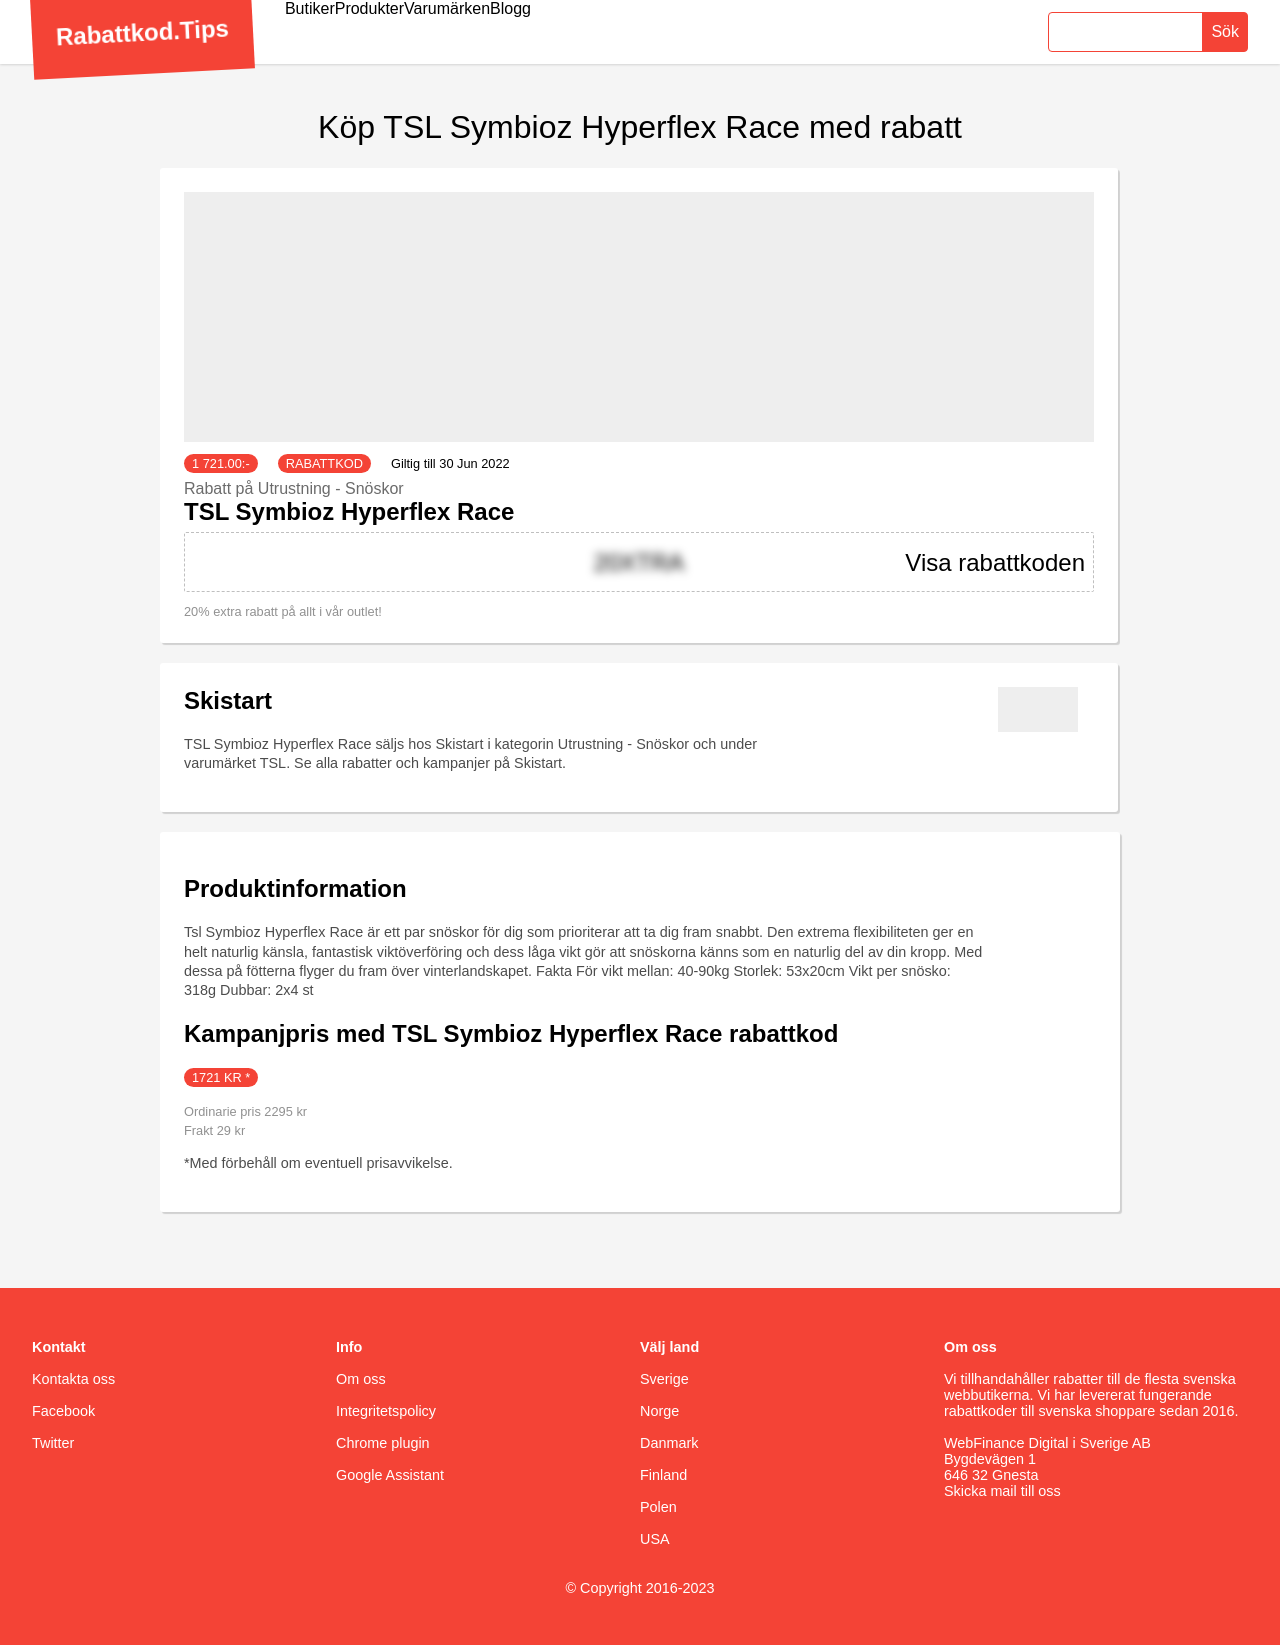 Rabattkod.Tips
Butiker Produkter Varumärken Blogg
Sök
Köp TSL Symbioz Hyperflex Race med rabatt
1 721.00:- RABATTKOD Giltig till 30 Jun 2022
Rabatt på Utrustning - Snöskor
TSL Symbioz Hyperflex Race
20XTRA Visa rabattkoden
20% extra rabatt på allt i vår outlet!
Skistart
TSL Symbioz Hyperflex Race säljs hos Skistart i kategorin Utrustning - Snöskor och under
varumärket TSL. Se alla rabatter och kampanjer på Skistart.
Produktinformation
Tsl Symbioz Hyperflex Race är ett par snöskor för dig som prioriterar att ta dig fram snabbt. Den extrema flexibiliteten ger en
helt naturlig känsla, fantastisk viktöverföring och dess låga vikt gör att snöskorna känns som en naturlig del av din kropp. Med
dessa på fötterna flyger du fram över vinterlandskapet. Fakta För vikt mellan: 40-90kg Storlek: 53x20cm Vikt per snösko:
318g Dubbar: 2x4 st
Kampanjpris med TSL Symbioz Hyperflex Race rabattkod
1721 KR *
Ordinarie pris 2295 kr
Frakt 29 kr
*Med förbehåll om eventuell prisavvikelse.
Kontakt
Kontakta oss
Facebook
Twitter
Info
Om oss
Integritetspolicy
Chrome plugin
Google Assistant
Välj land
Sverige
Norge
Danmark
Finland
Polen
USA
Om oss
Vi tillhandahåller rabatter till de flesta svenska
webbutikerna. Vi har levererat fungerande
rabattkoder till svenska shoppare sedan 2016.
WebFinance Digital i Sverige AB
Bygdevägen 1
646 32 Gnesta
Skicka mail till oss
© Copyright 2016-2023